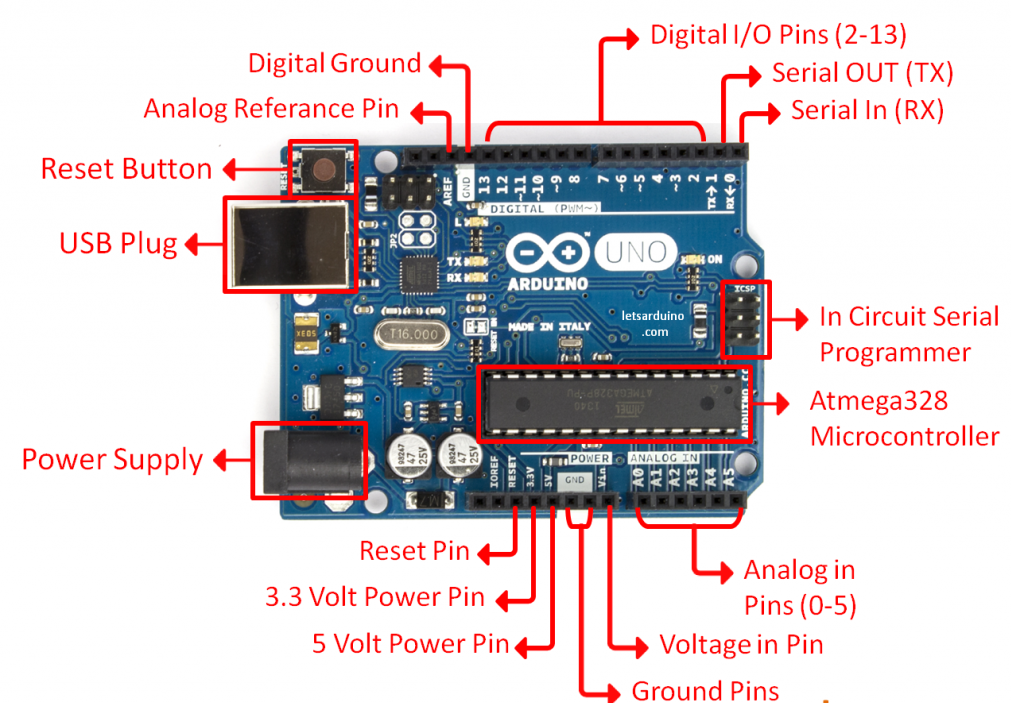 Digital I/O Pins (2-13)
Digital Ground
Serial OUT (TX)
Analog Referance Pin
Serial In (RX)
Reset Button
USB Plug
AREF
GND
13
12
~11
~10
~9
8
7
~6
~5
4
~3
2
TX→1
RX←0
DIGITAL (PWM~)
JP2
L
TX
RX
UNO
ON
ARDUINO
ICSP
letsarduino
.com
MADE IN ITALY
RESET EN
T16.000
In Circuit Serial
Programmer
ATMEGA328P-PU
ATMEL
Atmega328
Microcontroller
Power Supply
47
25V
47
25V
POWER
ANALOG IN
IOREF
RESET
3.3V
5V
GND
Vin
A0
A1
A2
A3
A4
A5
Reset Pin
3.3 Volt Power Pin
5 Volt Power Pin
Analog in
Pins (0-5)
Voltage in Pin
Ground Pins